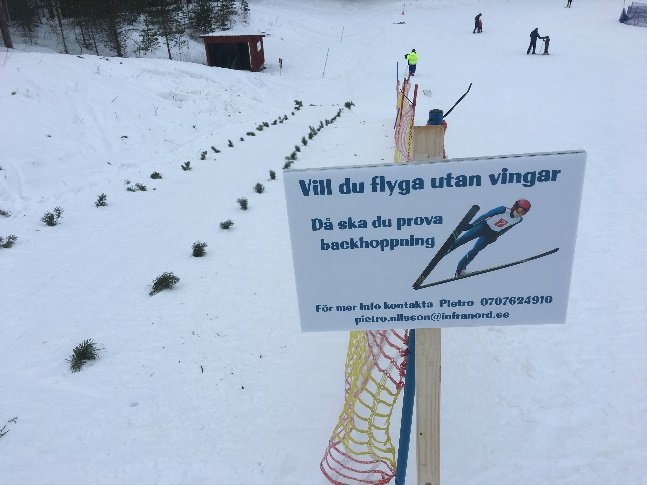 Vill du flyga utan vingar
Då ska du prova
backhoppning
För mer info kontakta Pietro 0707624910
pietro.nilsson@infranord.se